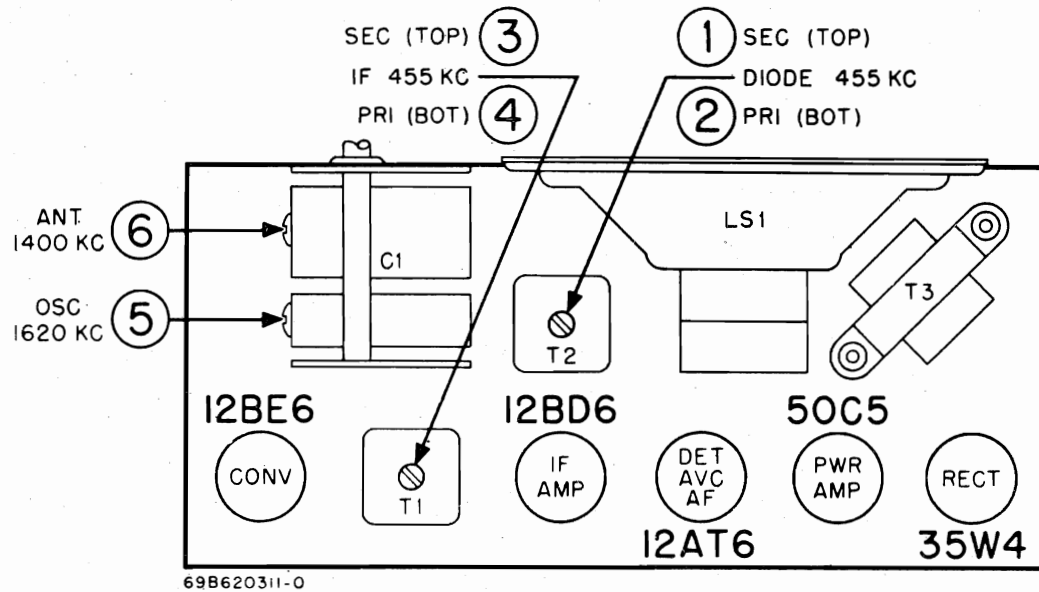 SEC (TOP) 3
IF 455 KC
PRI (BOT) 4
1 SEC (TOP)
DIODE 455 KC
2 PRI (BOT)
ANT. 6
1400 KC
OSC 5
1620 KC
C1
LS1
T3
T2
12BE6
12BD6
50C5
CONV
T1
IF
AMP
DET
AVC
AF
PWR
AMP
RECT
12AT6
35W4
69B620311-0